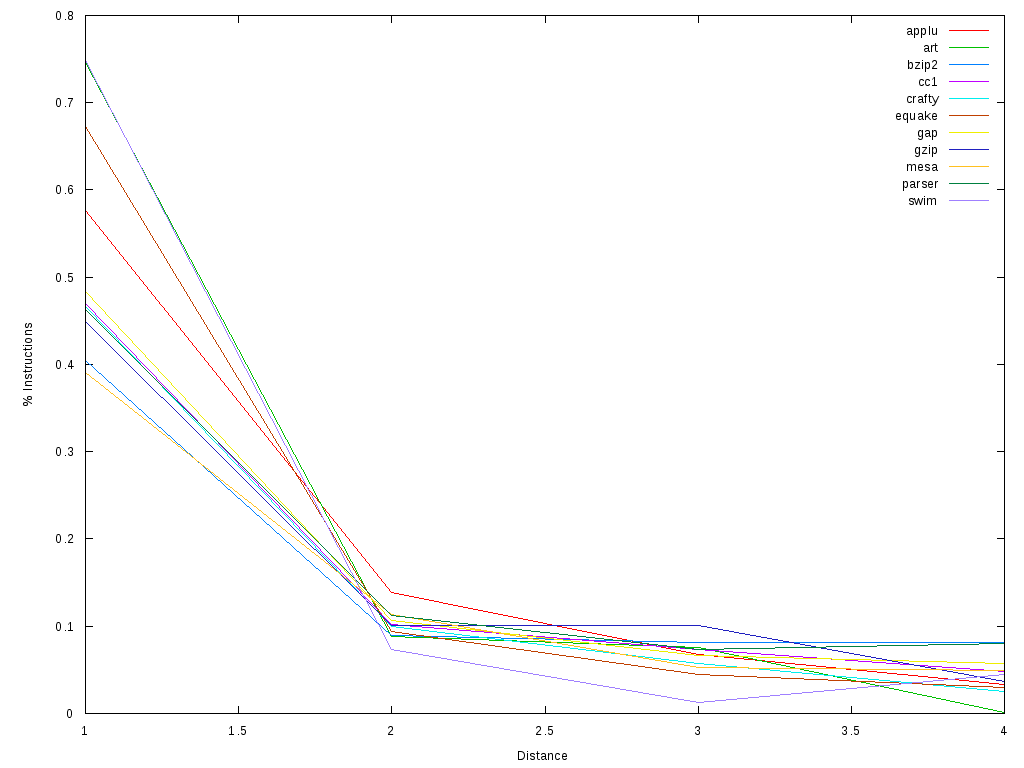 0.8
0.7
0.6
0.5
0.4
0.3
0.2
0.1
0
% Instructions
applu
art
bzip2
cc1
crafty
equake
gap
gzip
mesa
parser
swim
1 1.5 2 2.5 3 3.5 4
Distance